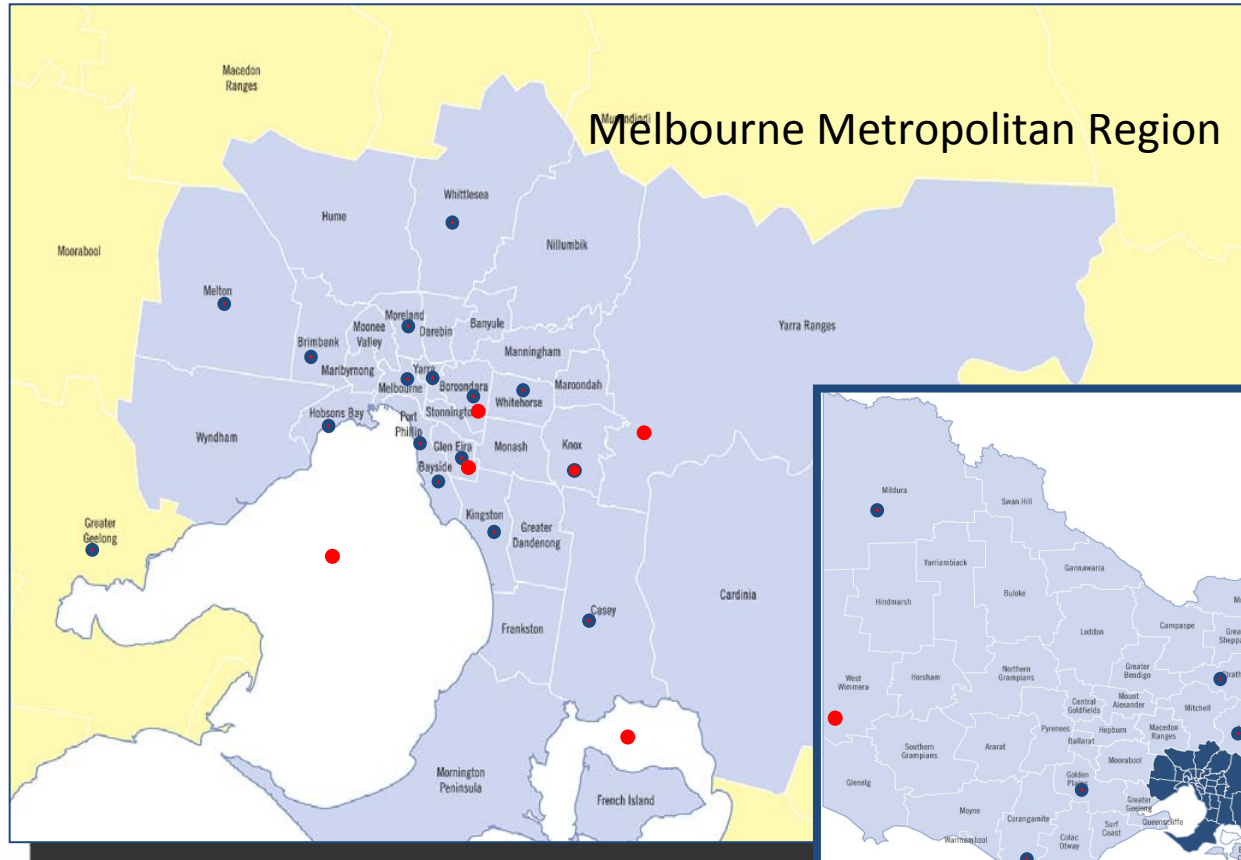 Melbourne Metropolitan Region
Macedon
Ranges
Whittlesea
Hume
Nillumbik
Moorabool
Melton
Moreland
Moonee
Valley
Darebin
Banyule
Yarra Ranges
Brimbank
Manningham
Maribyrnong
Yarra
Melbourne
Boroondara
Maroondah
Whitehorse
Hobsons Bay
Port
Phillip
Stonnington
Wyndham
Glen Eira
Monash
Knox
Bayside
Kingston
Greater
Dandenong
Greater
Geelong
Casey
Cardinia
Frankston
Mornington
Peninsula
French Island
Mildura
Swan Hill
Yarriambiack
Gannawarra
Hindmarsh
Buloke
Loddon
Campaspe
West
Wimmera
Horsham
Northern
Grampians
Greater
Bendigo
Central
Goldfields
Mount
Alexander
Mitchell
Pyrenees
Hepburn
Macedon
Ranges
Ballarat
Southern
Grampians
Ararat
Moorabool
Glenelg
Golden
Plains
Greater
Geelong
Moyne
Corangamite
Surf
Coast
Queenscliffe
Warrnambool
Colac
Otway